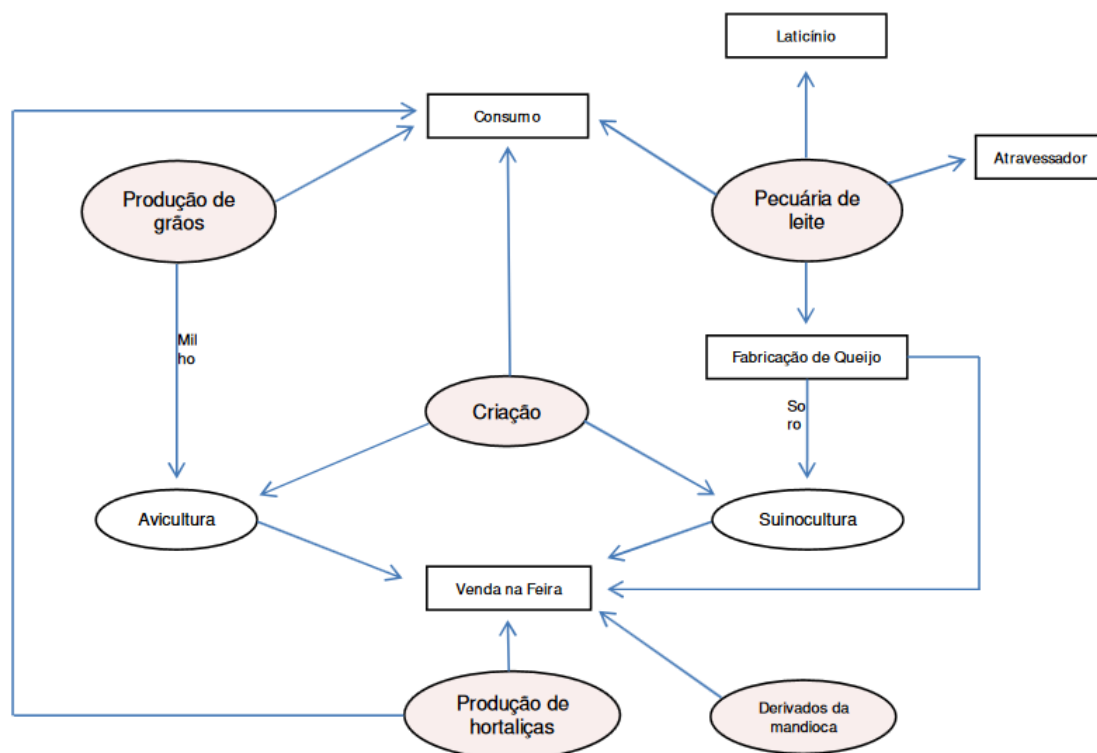 Laticínio
Consumo
Atravessador
Produção de
grãos
Pecuária de
leite
Mil
ho
Fabricação de Queijo
Criação
So
ro
Avicultura
Suinocultura
Venda na Feira
Produção de
hortaliças
Derivados da
mandioca